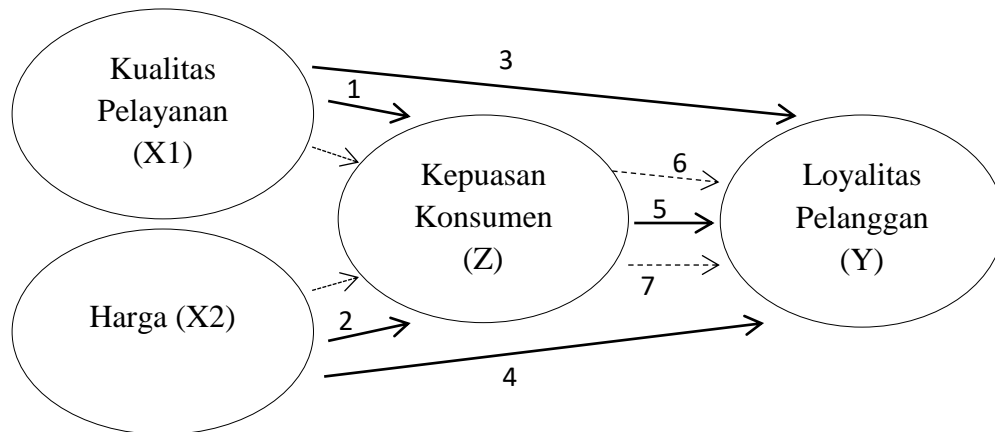 Kualitas
Pelayanan
(X1)
3
1
Kepuasan
Konsumen
(Z)
6
5
7
Loyalitas
Pelanggan
(Y)
Harga (X2)
2
4